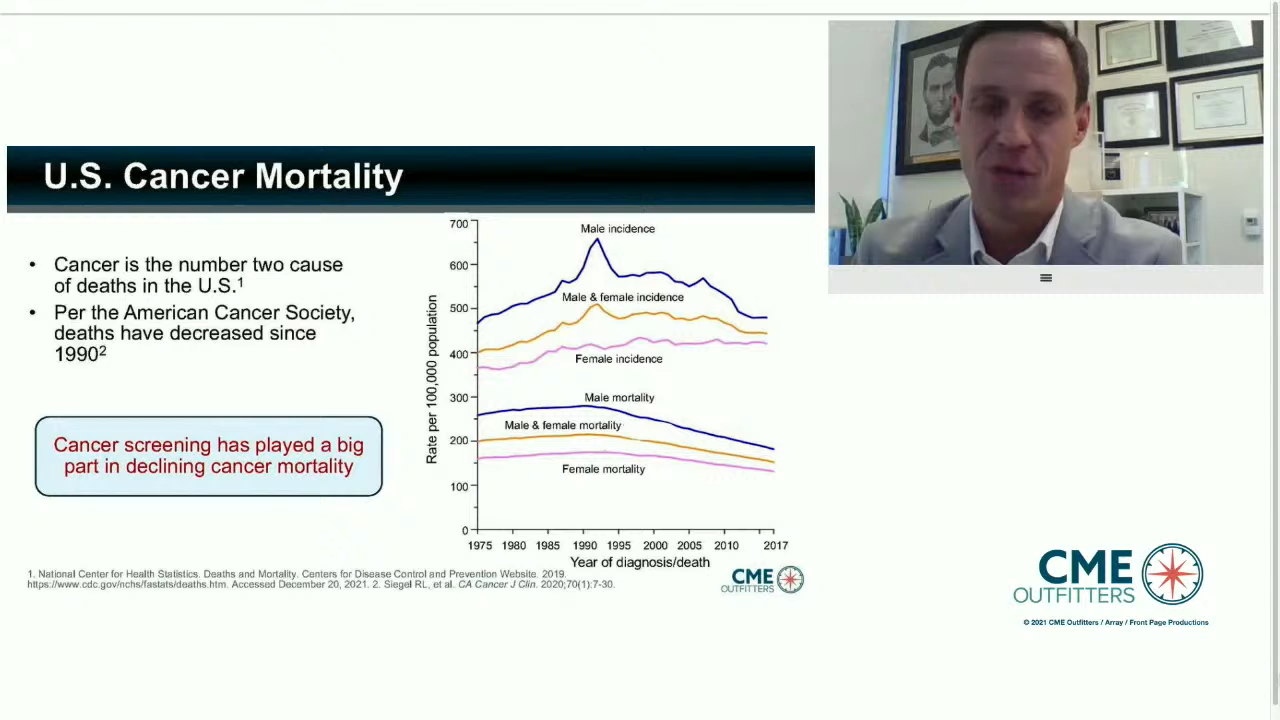 U.S. Cancer Mortality
• Cancer is the number two cause
of deaths in the U.S.1
• Per the American Cancer Society,
deaths have decreased since
19902
Cancer screening has played a big
part in declining cancer mortality
Rate per 100,000 population
700
600
500
400
300
200
100
0
Male incidence
Male & female incidence
Female incidence
Male mortality
Male & female mortality
Female mortality
1975 1980 1985 1990 1995 2000 2005 2010 2017
Year of diagnosis/death
1. National Center for Health Statistics. Deaths and Mortality. Centers for Disease Control and Prevention Website. 2019.
https://www.cdc.gov/nchs/fastats/deaths.htm. Accessed December 20, 2021. 2. Siegel RL, et al. CA Cancer J Clin. 2020;70(1):7-30.
CME
OUTFITTERS
CME
OUTFITTERS
© 2021 CME Outfitters / Array / Front Page Productions